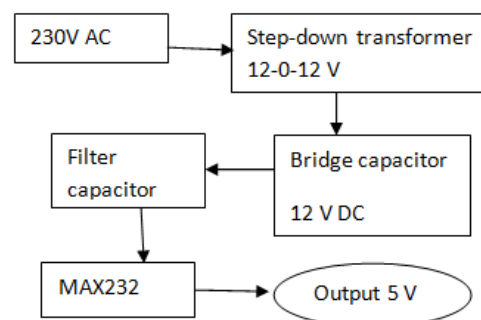 230V AC
Step-down transformer
12-0-12 V
Bridge capacitor
12 V DC
Filter
capacitor
MAX232
Output 5 V